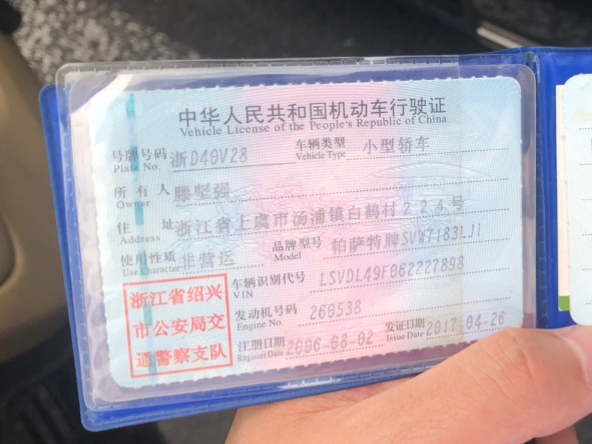 中华人民共和国机动车行驶证
Vehicle License of the People's Republic of China
号牌号码 浙D40V28 车辆类型 小型轿车
Plate No. Vehicle Type
所有人 滕坚强
Owner
住址 浙江省上虞市汤浦镇白鹤村224号
Address
使用性质 非营运 品牌型号 帕萨特牌SVW7183LJi
Use Character Model
车辆识别代号 LSVDL49F062227898
VIN
发动机号码 260538
Engine No.
注册日期 2006-08-02 发证日期 2017-04-26
Register Date Issue Date
浙江省绍兴
市公安局交
通警察支队